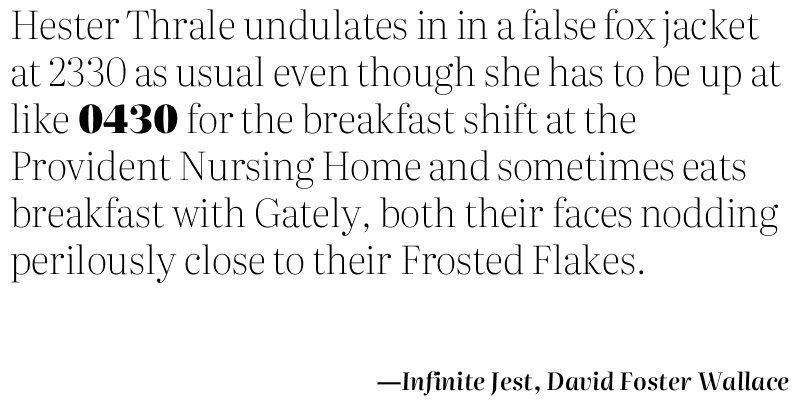 Hester Thrale undulates in in a false fox jacket
at 2330 as usual even though she has to be up at
like 0430 for the breakfast shift at the
Provident Nursing Home and sometimes eats
breakfast with Gately, both their faces nodding
perilously close to their Frosted Flakes.
—Infinite Jest, David Foster Wallace